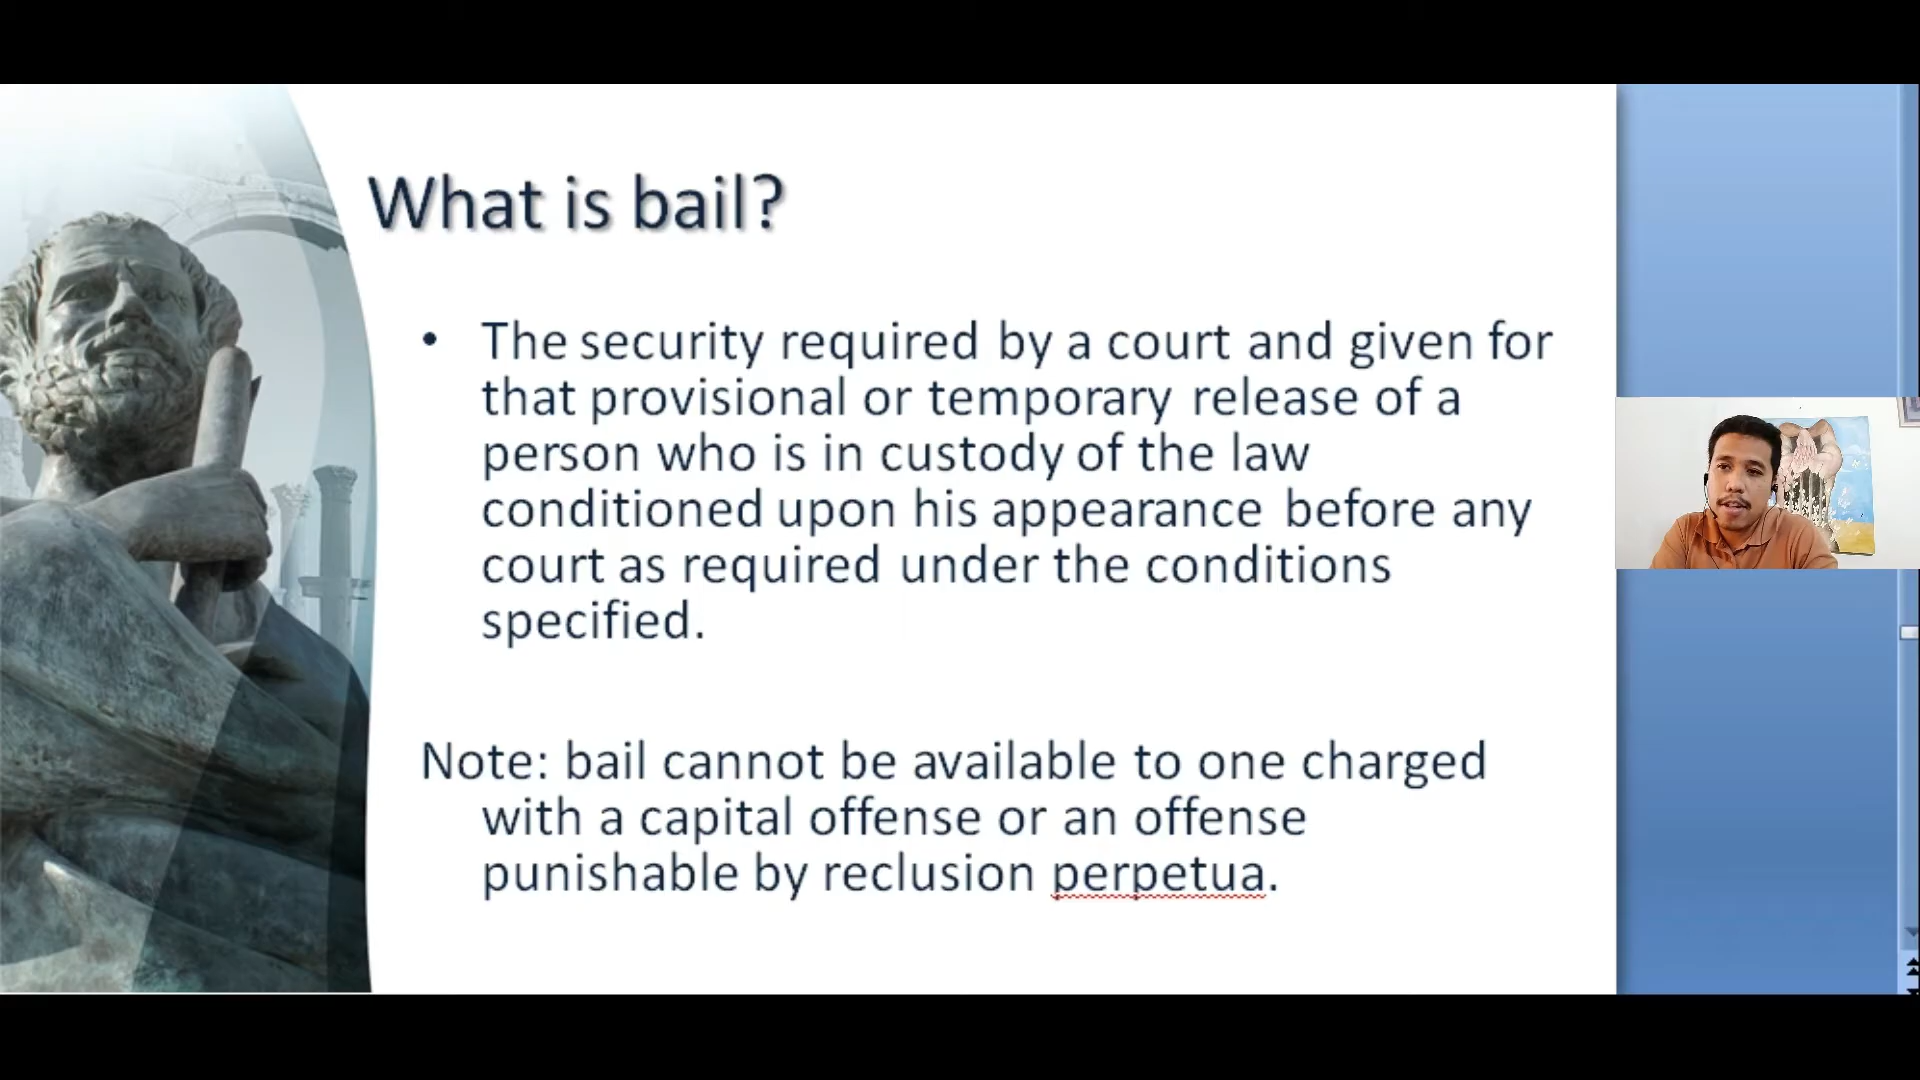 What is bail?
• The security required by a court and given for
that provisional or temporary release of a
person who is in custody of the law
conditioned upon his appearance before any
court as required under the conditions
specified.
Note: bail cannot be available to one charged
with a capital offense or an offense
punishable by reclusion perpetua.